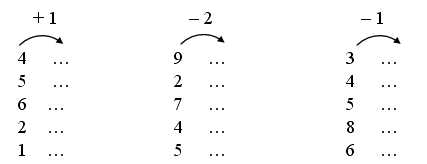 + 1 – 2 – 1
4 … 9 … 3 …
5 … 2 … 4 …
6 … 7 … 5 …
2 … 4 … 8 …
1 … 5 … 6 …